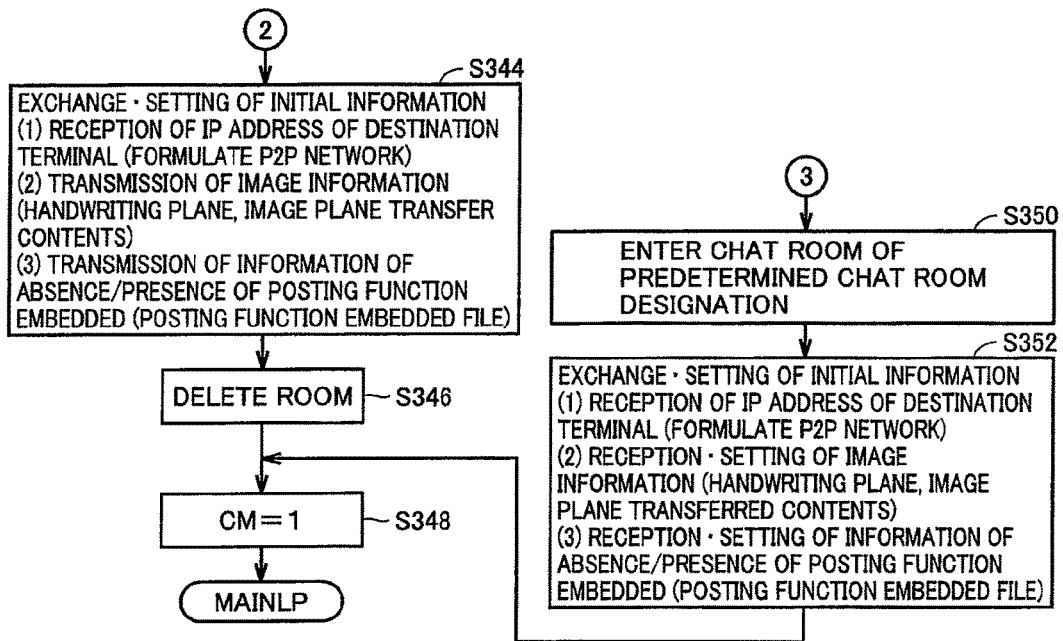 2
S344
EXCHANGE・SETTING OF INITIAL INFORMATION
(1) RECEPTION OF IP ADDRESS OF DESTINATION
TERMINAL (FORMULATE P2P NETWORK)
(2) TRANSMISSION OF IMAGE INFORMATION
(HANDWRITING PLANE, IMAGE PLANE TRANSFER
CONTENTS)
(3) TRANSMISSION OF INFORMATION OF
ABSENCE/PRESENCE OF POSTING FUNCTION
EMBEDDED (POSTING FUNCTION EMBEDDED FILE)
DELETE ROOM
S346
CM=1
S348
MAINLP
3
S350
ENTER CHAT ROOM OF
PREDETERMINED CHAT ROOM
DESIGNATION
S352
EXCHANGE・SETTING OF INITIAL INFORMATION
(1) RECEPTION OF IP ADDRESS OF DESTINATION
TERMINAL (FORMULATE P2P NETWORK)
(2) RECEPTION・SETTING OF IMAGE
INFORMATION (HANDWRITING PLANE, IMAGE
PLANE TRANSFERRED CONTENTS)
(3) RECEPTION・SETTING OF INFORMATION OF
ABSENCE/PRESENCE OF POSTING FUNCTION
EMBEDDED (POSTING FUNCTION EMBEDDED FILE)